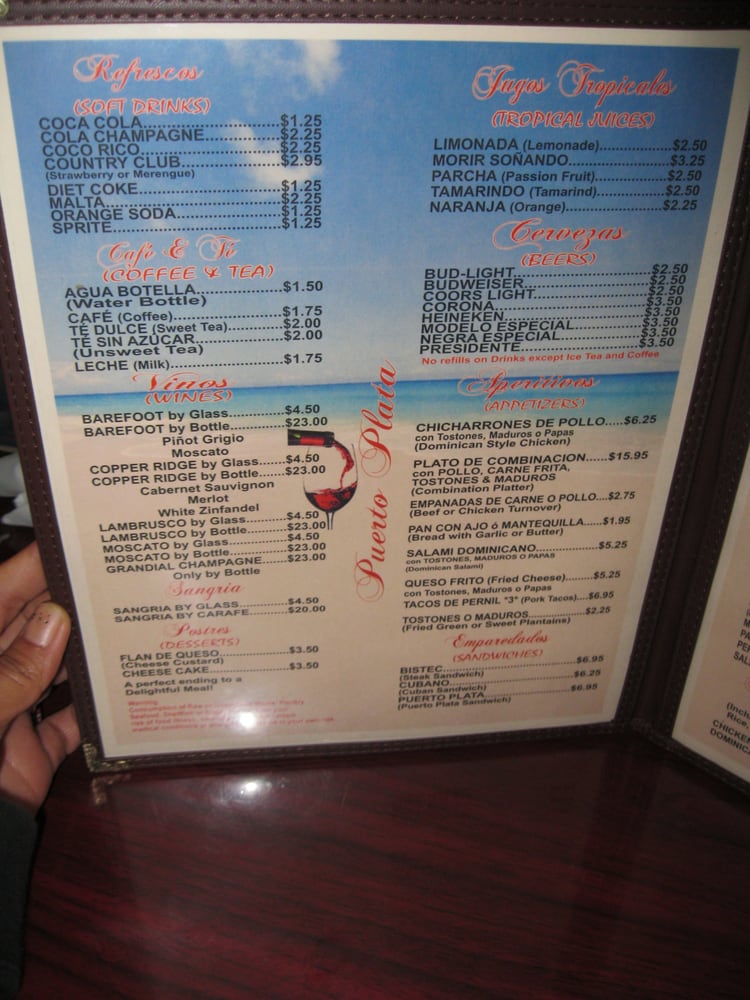 Refrescos
(SOFT DRINKS)
COCA COLA..............................$1.25
COLA CHAMPAGNE................$2.25
COCO RICO..............................$2.25
COUNTRY CLUB.....................$2.95
(Strawberry or Merengue)
DIET COKE..............................$1.25
MALTA.....................................$2.25
ORANGE SODA......................$1.25
SPRITE....................................$1.25
Café & Té
(COFFEE & TEA)
AGUA BOTELLA....................$1.50
(Water Bottle)
CAFÉ (Coffee)..........................$1.75
TÉ DULCE (Sweet Tea)..............$2.00
TÉ SIN AZÚCAR.....................$2.00
(Unsweet Tea)
LECHE (Milk)............................$1.75
Vinos
(WINES)
BAREFOOT by Glass..............$4.50
BAREFOOT by Bottle..............$23.00
Piñot Grigio
Moscato
COPPER RIDGE by Glass.......$4.50
COPPER RIDGE by Bottle.......$23.00
Cabernet Sauvignon
Merlot
White Zinfandel
LAMBRUSCO by Glass............$4.50
LAMBRUSCO by Bottle............$23.00
MOSCATO by Glass................$4.50
MOSCATO by Bottle................$23.00
GRANDIAL CHAMPAGNE.......$23.00
Only by Bottle
Sangria
SANGRIA BY GLASS.............$4.50
SANGRIA BY CARAFE..........$20.00
Postres
(DESSERTS)
FLAN DE QUESO....................$3.50
(Cheese Custard)
CHEESE CAKE.......................$3.50
A perfect ending to a
Delightful Meal!
Warning
Puerto Plata
Jugos Tropicales
(TROPICAL JUICES)
LIMONADA (Lemonade)....................$2.50
MORIR SOÑANDO..........................$3.25
PARCHA (Passion Fruit)....................$2.50
TAMARINDO (Tamarind)...................$2.50
NARANJA (Orange)..........................$2.25
Cervezas
(BEERS)
BUD-LIGHT...............................$2.50
BUDWEISER.............................$2.50
COORS LIGHT..........................$2.50
CORONA...................................$3.50
HEINEKEN.................................$3.50
MODELO ESPECIAL.................$3.50
NEGRA ESPECIAL....................$3.50
PRESIDENTE............................$3.50
No refills on Drinks except Ice Tea and Coffee
Aperitivos
(APPETIZERS)
CHICHARRONES DE POLLO.....$6.25
con Tostones, Maduros o Papas
(Dominican Style Chicken)
PLATO DE COMBINACION......$15.95
con POLLO, CARNE FRITA,
TOSTONES & MADUROS
(Combination Platter)
EMPANADAS DE CARNE O POLLO....$2.75
(Beef or Chicken Turnover)
PAN CON AJO ó MANTEQUILLA......$1.95
(Bread with Garlic or Butter)
SALAMI DOMINICANO................$5.25
con TOSTONES, MADUROS O PAPAS
(Dominican Salami)
QUESO FRITO (Fried Cheese)........$5.25
con Tostones, Maduros o Papas
TACOS DE PERNIL *3* (Pork Tacos)....$6.95
TOSTONES O MADUROS...............$2.25
(Fried Green or Sweet Plantains)
Emparedados
(SANDWICHES)
BISTEC.........................................$6.95
(Steak Sandwich)
CUBANO......................................$6.25
(Cuban Sandwich)
PUERTO PLATA...........................$6.95
(Puerto Plata Sandwich)
(Inch
Rice,
CHICKE
DOMINIC